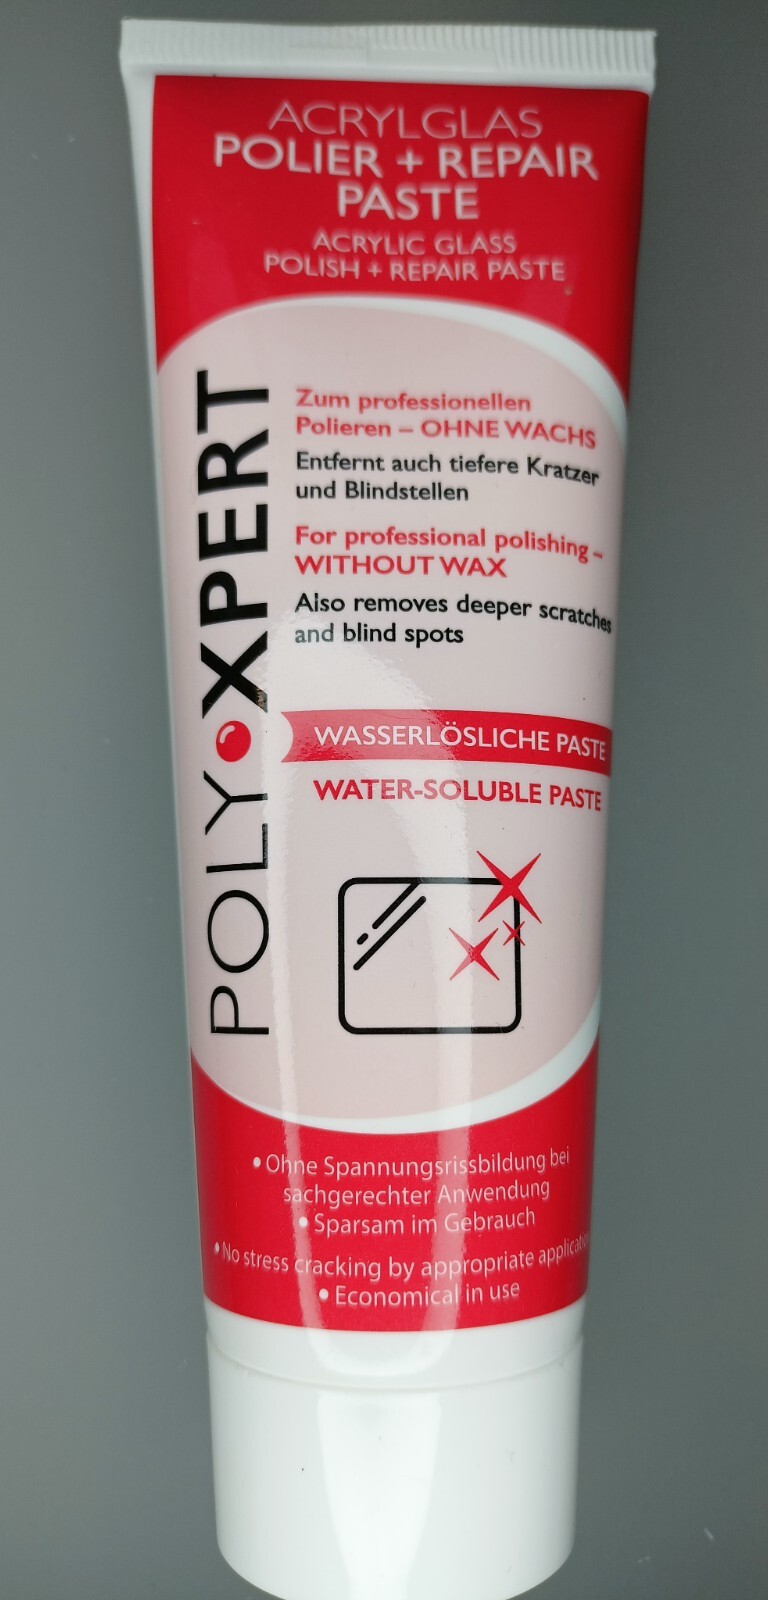 ACRYLGLAS
POLIER + REPAIR
PASTE
ACRYLIC GLASS
POLISH + REPAIR PASTE
POLY XPERT
Zum professionellen
Polieren – OHNE WACHS
Entfernt auch tiefere Kratzer
und Blindstellen
For professional polishing –
WITHOUT WAX
Also removes deeper scratches
and blind spots
WASSERLÖSLICHE PASTE
WATER-SOLUBLE PASTE
• Ohne Spannungsrissbildung bei
sachgerechter Anwendung
• Sparsam im Gebrauch
• No stress cracking by appropriate application
• Economical in use